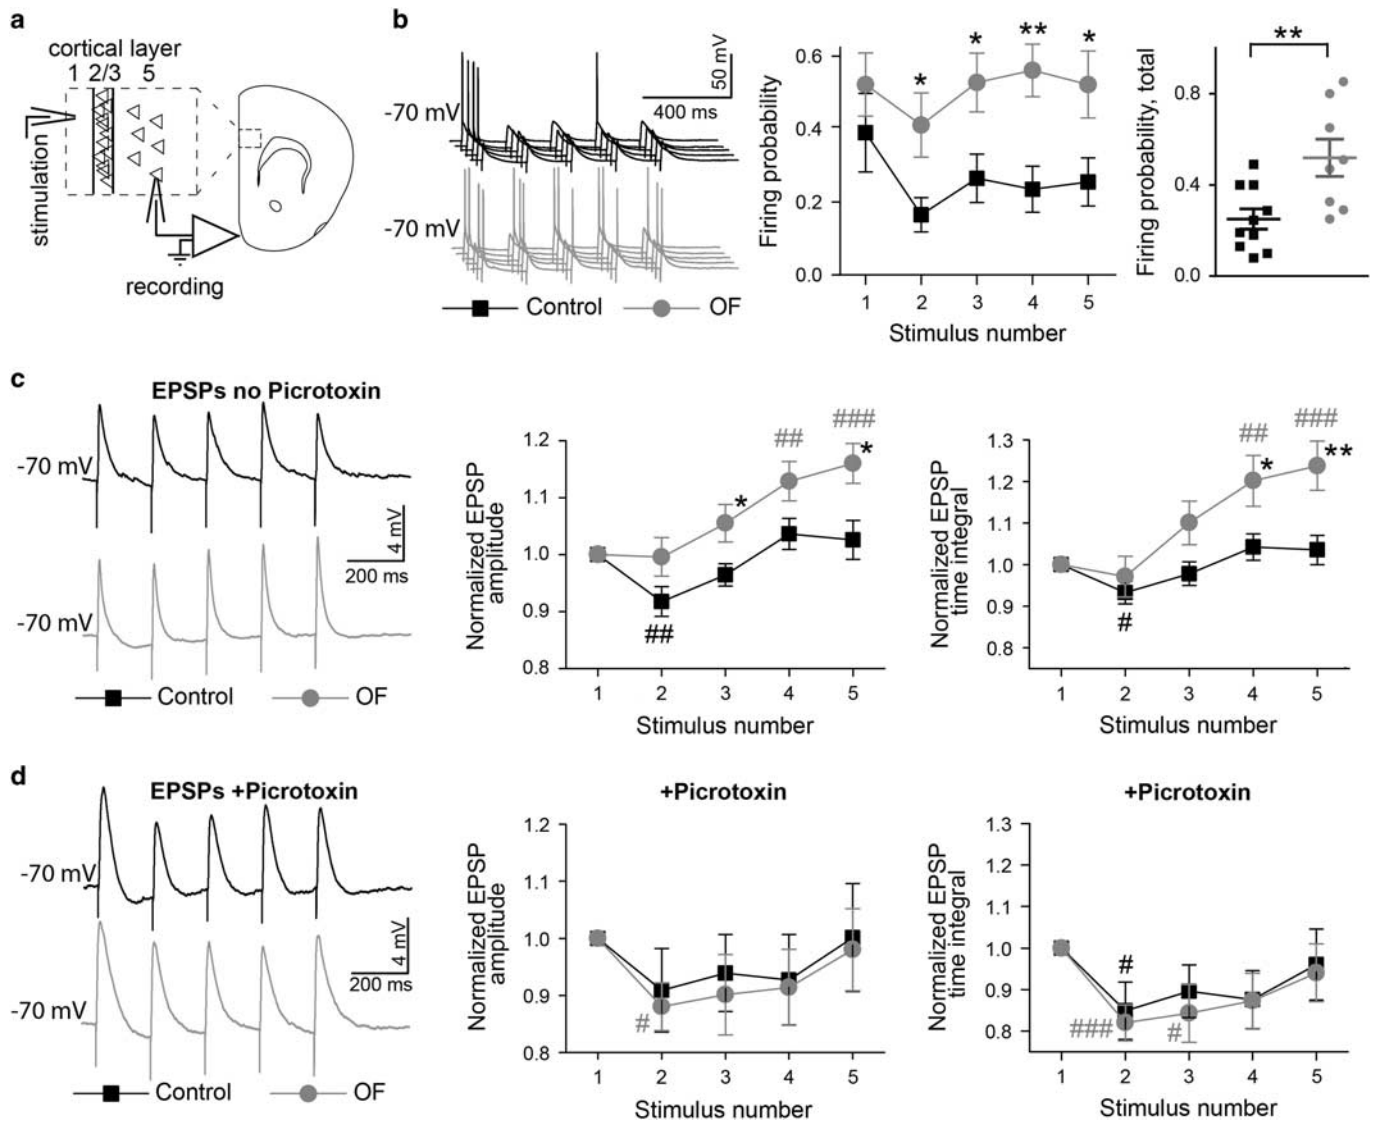 a
cortical layer
1 2/3 5
stimulation
recording
b
-70 mV
50 mV
400 ms
-70 mV
Control OF
Firing probability
0.6
0.4
0.2
0.0
* * ** *
1 2 3 4 5
Stimulus number
Firing probability, total
0.8
0.4
0.0
**
c
EPSPs no Picrotoxin
-70 mV
4 mV
200 ms
-70 mV
Control OF
Normalized EPSP
amplitude
1.2
1.1
1.0
0.9
0.8
## ###
* *
##
1 2 3 4 5
Stimulus number
Normalized EPSP
time integral
1.3
1.2
1.1
1.0
0.9
0.8
## ###
* **
#
1 2 3 4 5
Stimulus number
d
EPSPs +Picrotoxin
-70 mV
4 mV
200 ms
-70 mV
Control OF
+Picrotoxin
Normalized EPSP
amplitude
1.2
1.1
1.0
0.9
0.8
#
1 2 3 4 5
Stimulus number
+Picrotoxin
Normalized EPSP
time integral
1.3
1.2
1.1
1.0
0.9
0.8
#
### #
1 2 3 4 5
Stimulus number